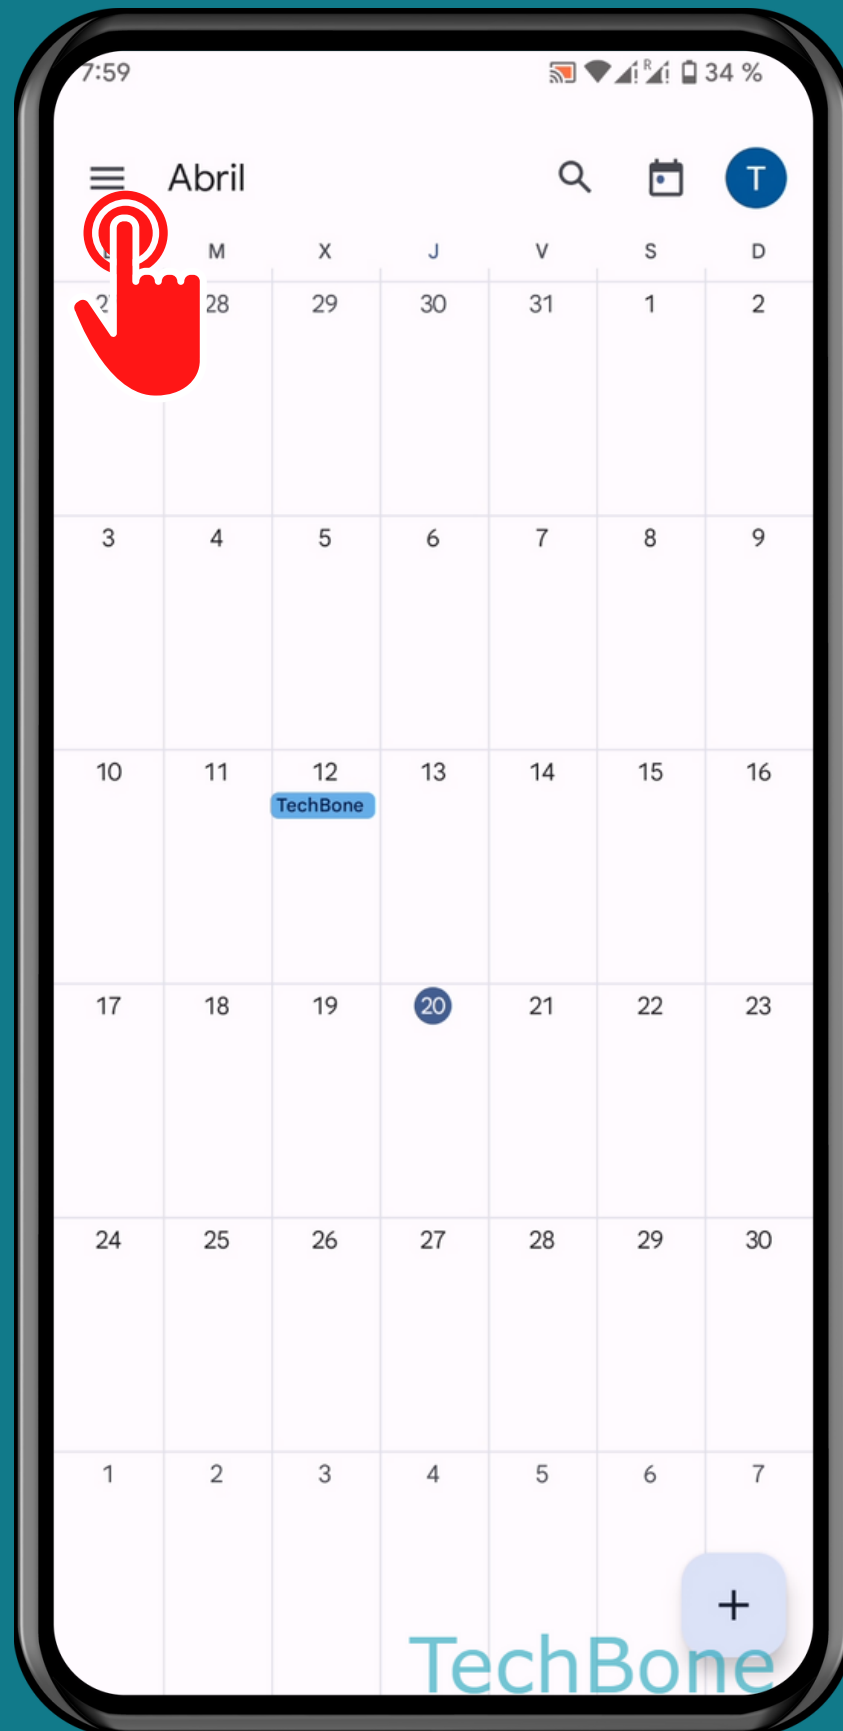 7:59 R 34 %
Abril T
M X J V S D
28 29 30 31 1 2
3 4 5 6 7 8 9
10 11 12 13 14 15 16
TechBone
17 18 19 20 21 22 23
24 25 26 27 28 29 30
1 2 3 4 5 6 7
+
TechBone